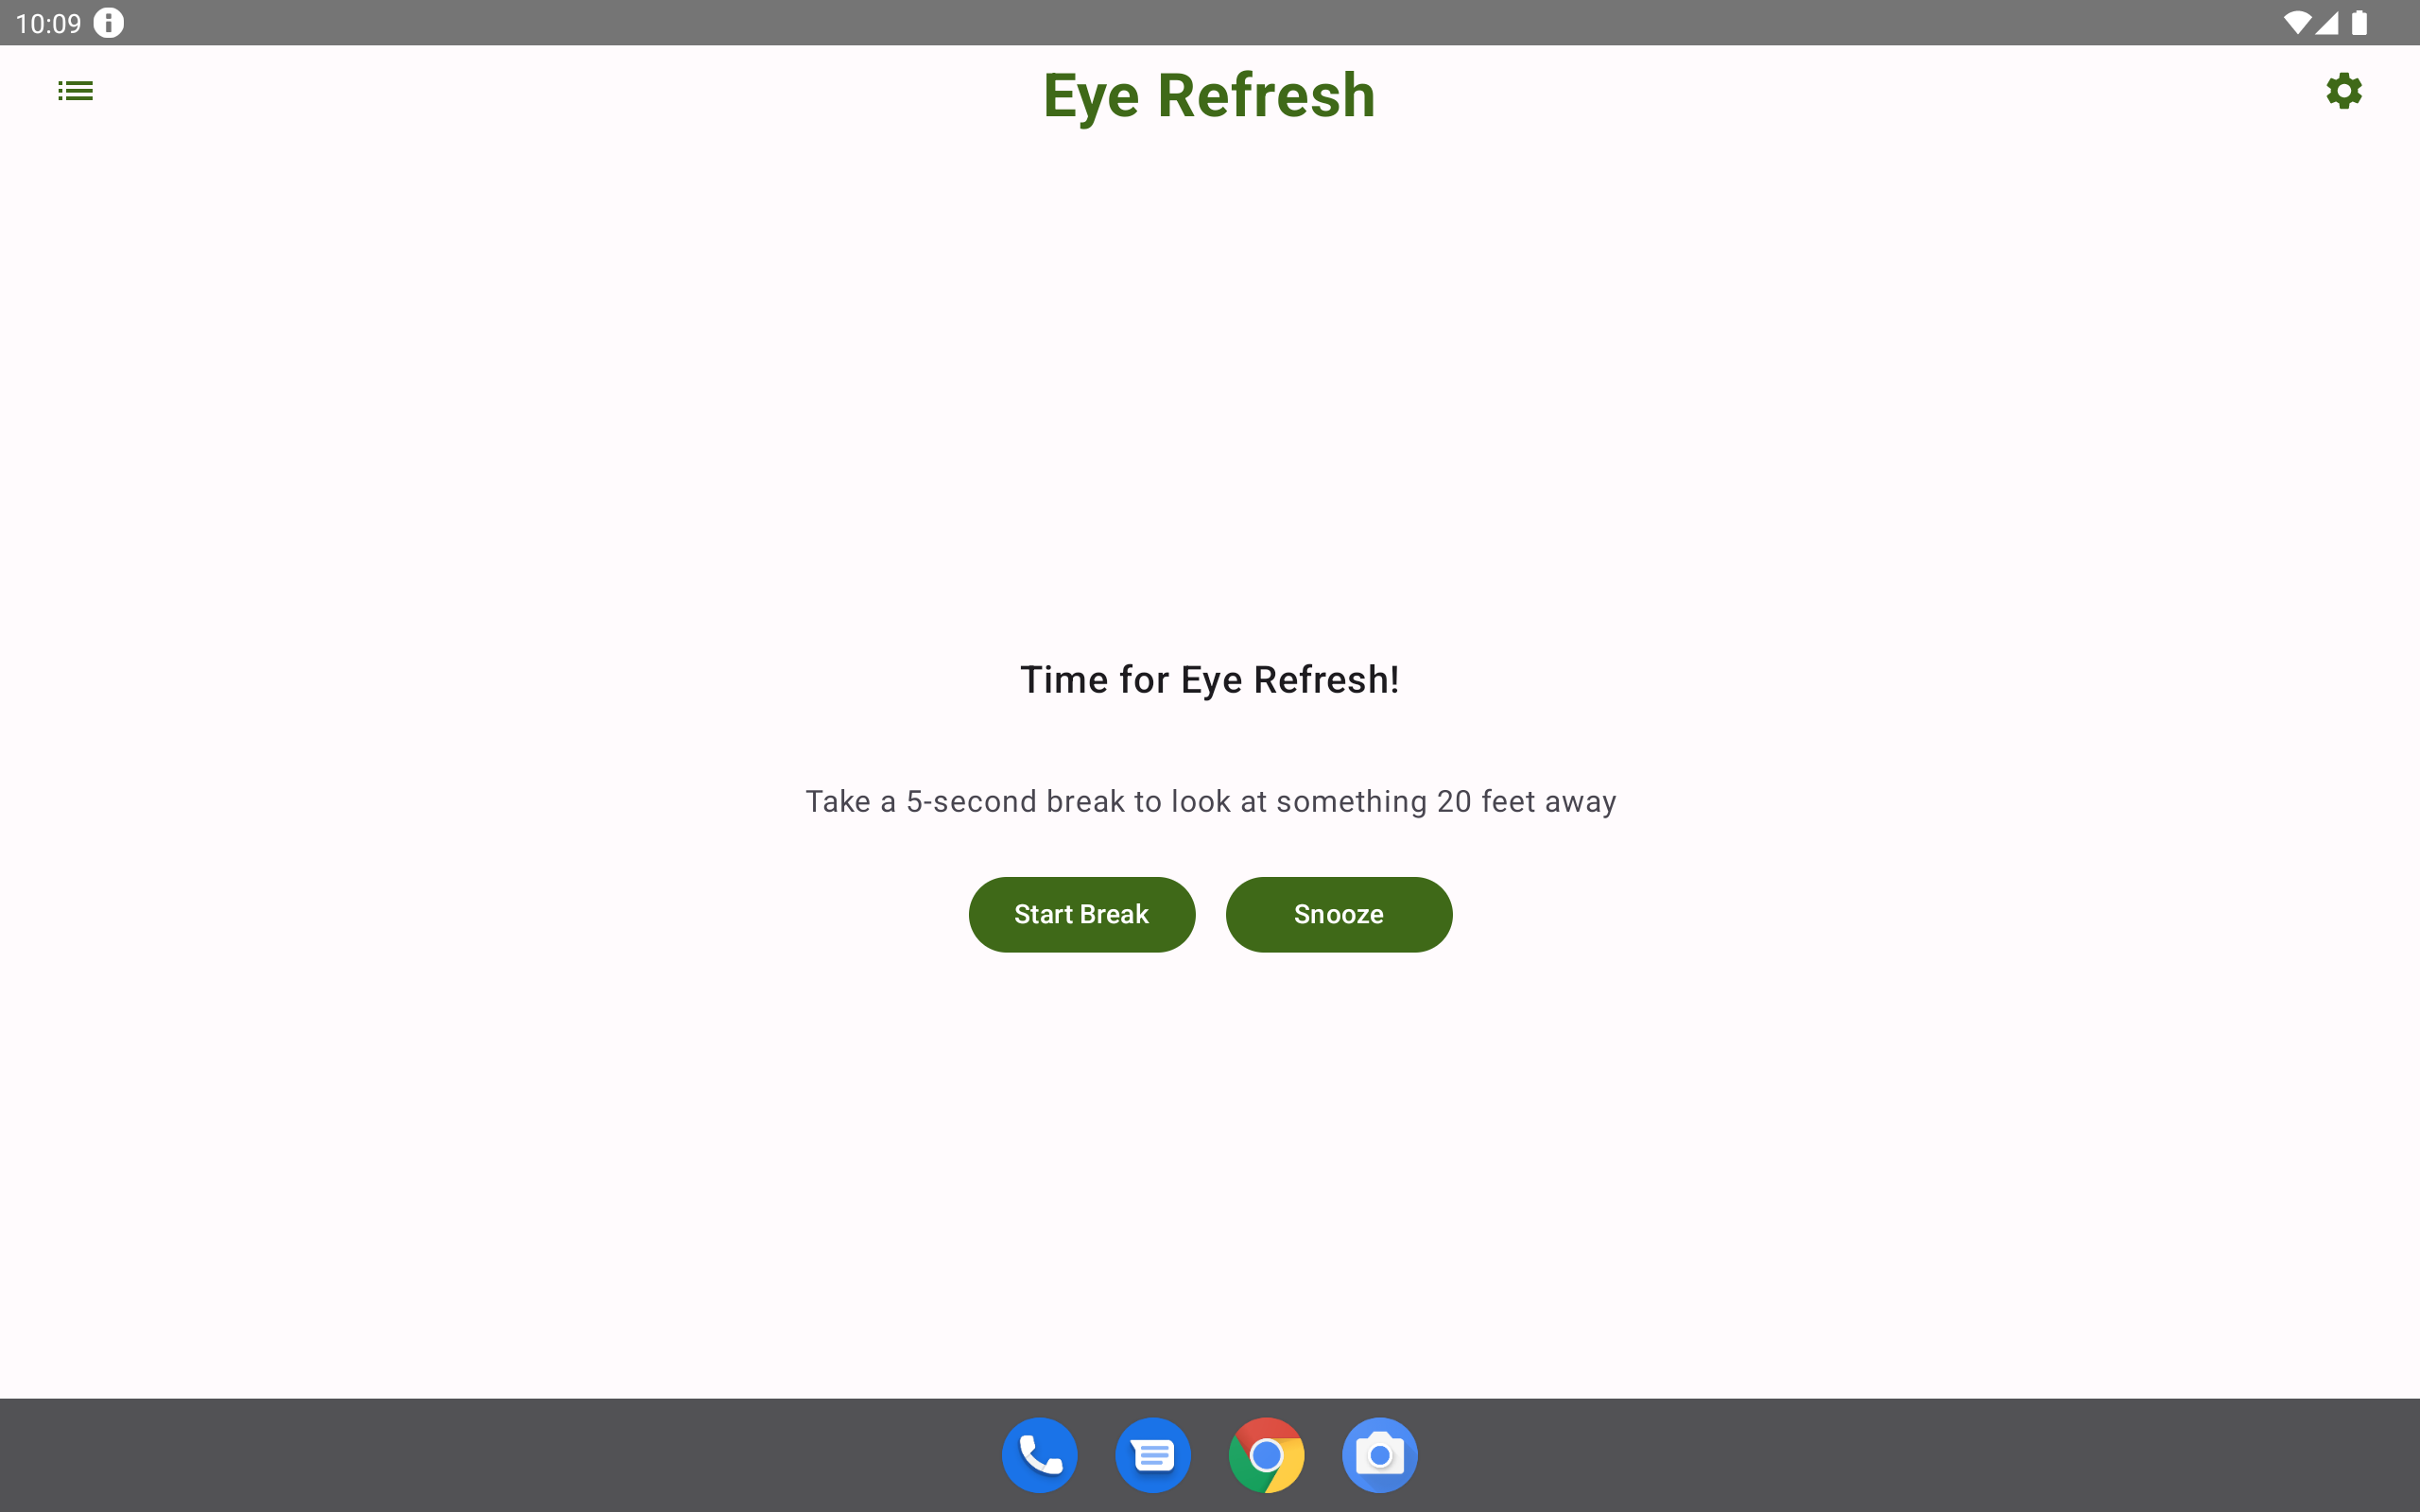 10:09
Eye Refresh
Time for Eye Refresh!
Take a 5-second break to look at something 20 feet away
Start Break
Snooze